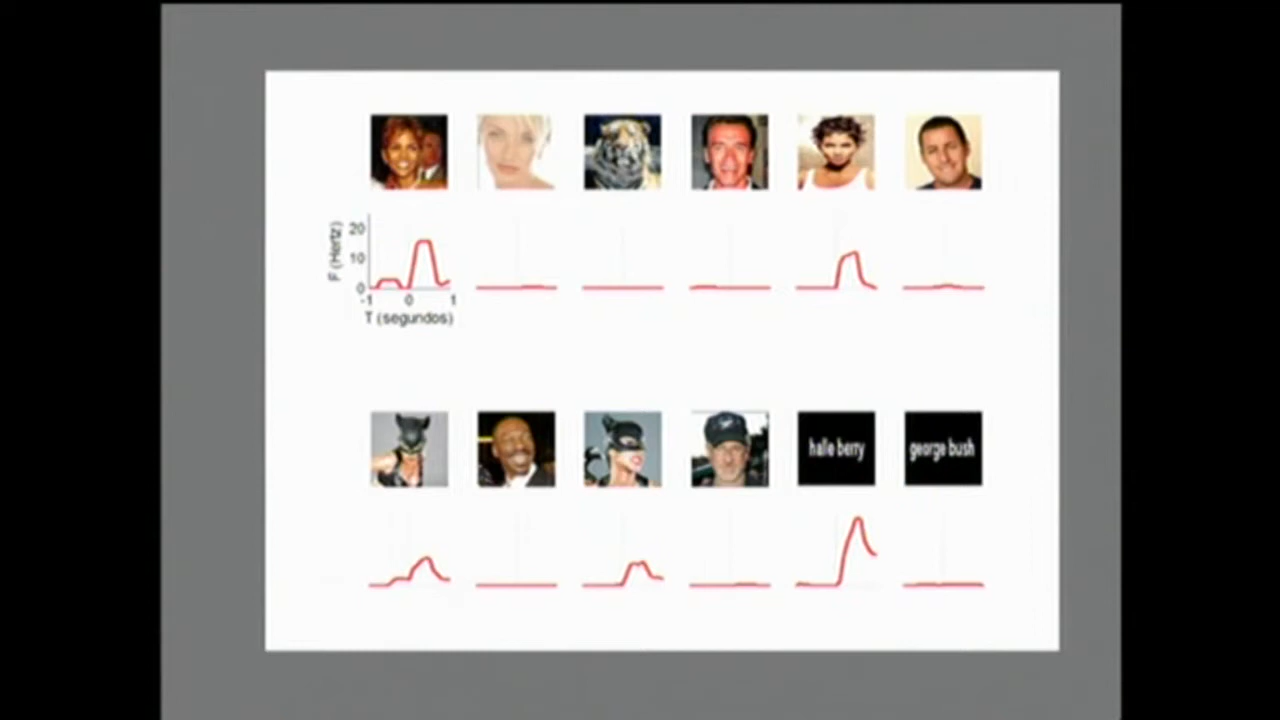 F (Hertz)
20
10
0
-1 0 1
T (segundos)
halle berry
george bush